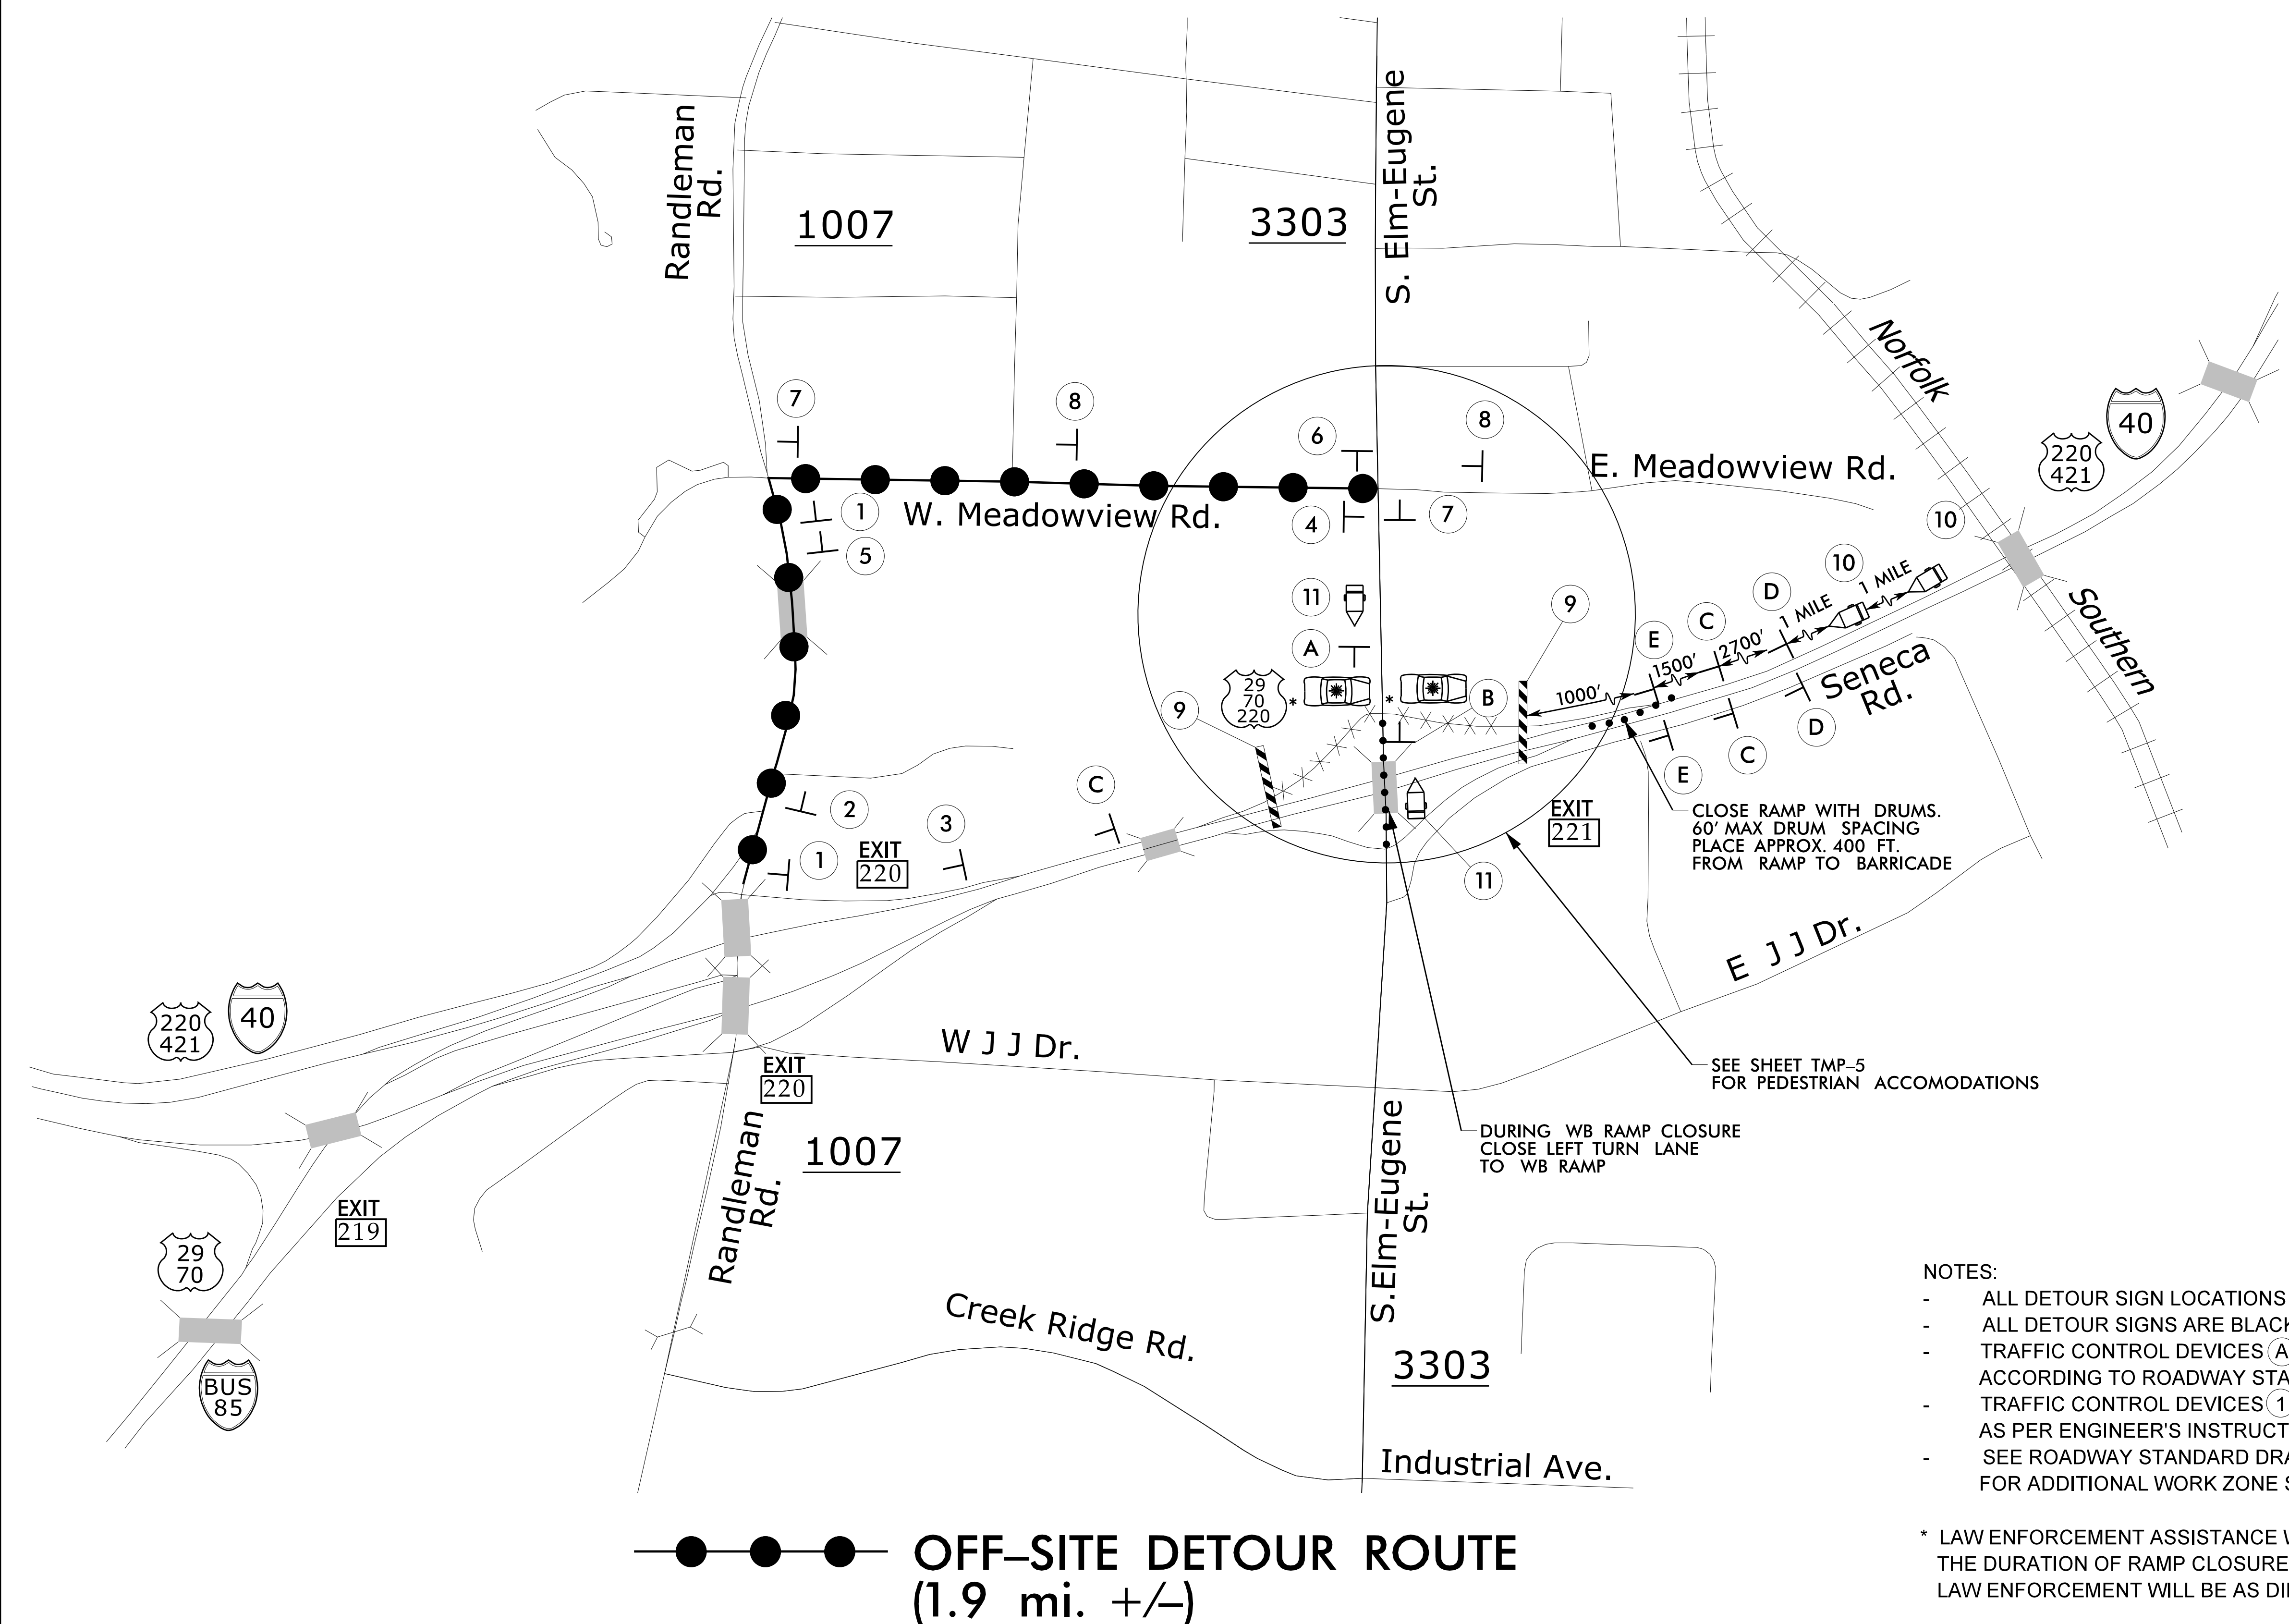 Randleman
Rd.
1007
3303
S. Elm-Eugene
St.
Norfolk
Southern
40
220
421
7
8
6
8
E. Meadowview Rd.
1
W. Meadowview Rd.
4
7
5
10
10
1 MILE
D
1 MILE
C
2700'
E
1500'
9
1000'
11
A
29
70
220
*
*
B
9
Seneca
Rd.
D
C
E
C
2
3
EXIT
220
1
EXIT
221
11
CLOSE RAMP WITH DRUMS.
60' MAX DRUM SPACING
PLACE APPROX. 400 FT.
FROM RAMP TO BARRICADE
E J J Dr.
220
421
40
W J J Dr.
EXIT
220
SEE SHEET TMP-5
FOR PEDESTRIAN ACCOMODATIONS
DURING WB RAMP CLOSURE
CLOSE LEFT TURN LANE
TO WB RAMP
Randleman
Rd.
1007
S.Elm-Eugene
St.
EXIT
219
29
70
BUS
85
Creek Ridge Rd.
3303
Industrial Ave.
NOTES:
- ALL DETOUR SIGN LOCATIONS
- ALL DETOUR SIGNS ARE BLACK
- TRAFFIC CONTROL DEVICES A
ACCORDING TO ROADWAY STA
- TRAFFIC CONTROL DEVICES 1
AS PER ENGINEER'S INSTRUCT
- SEE ROADWAY STANDARD DRA
FOR ADDITIONAL WORK ZONE S
* LAW ENFORCEMENT ASSISTANCE W
THE DURATION OF RAMP CLOSURE
LAW ENFORCEMENT WILL BE AS DI
OFF-SITE DETOUR ROUTE
(1.9 mi. +/-)